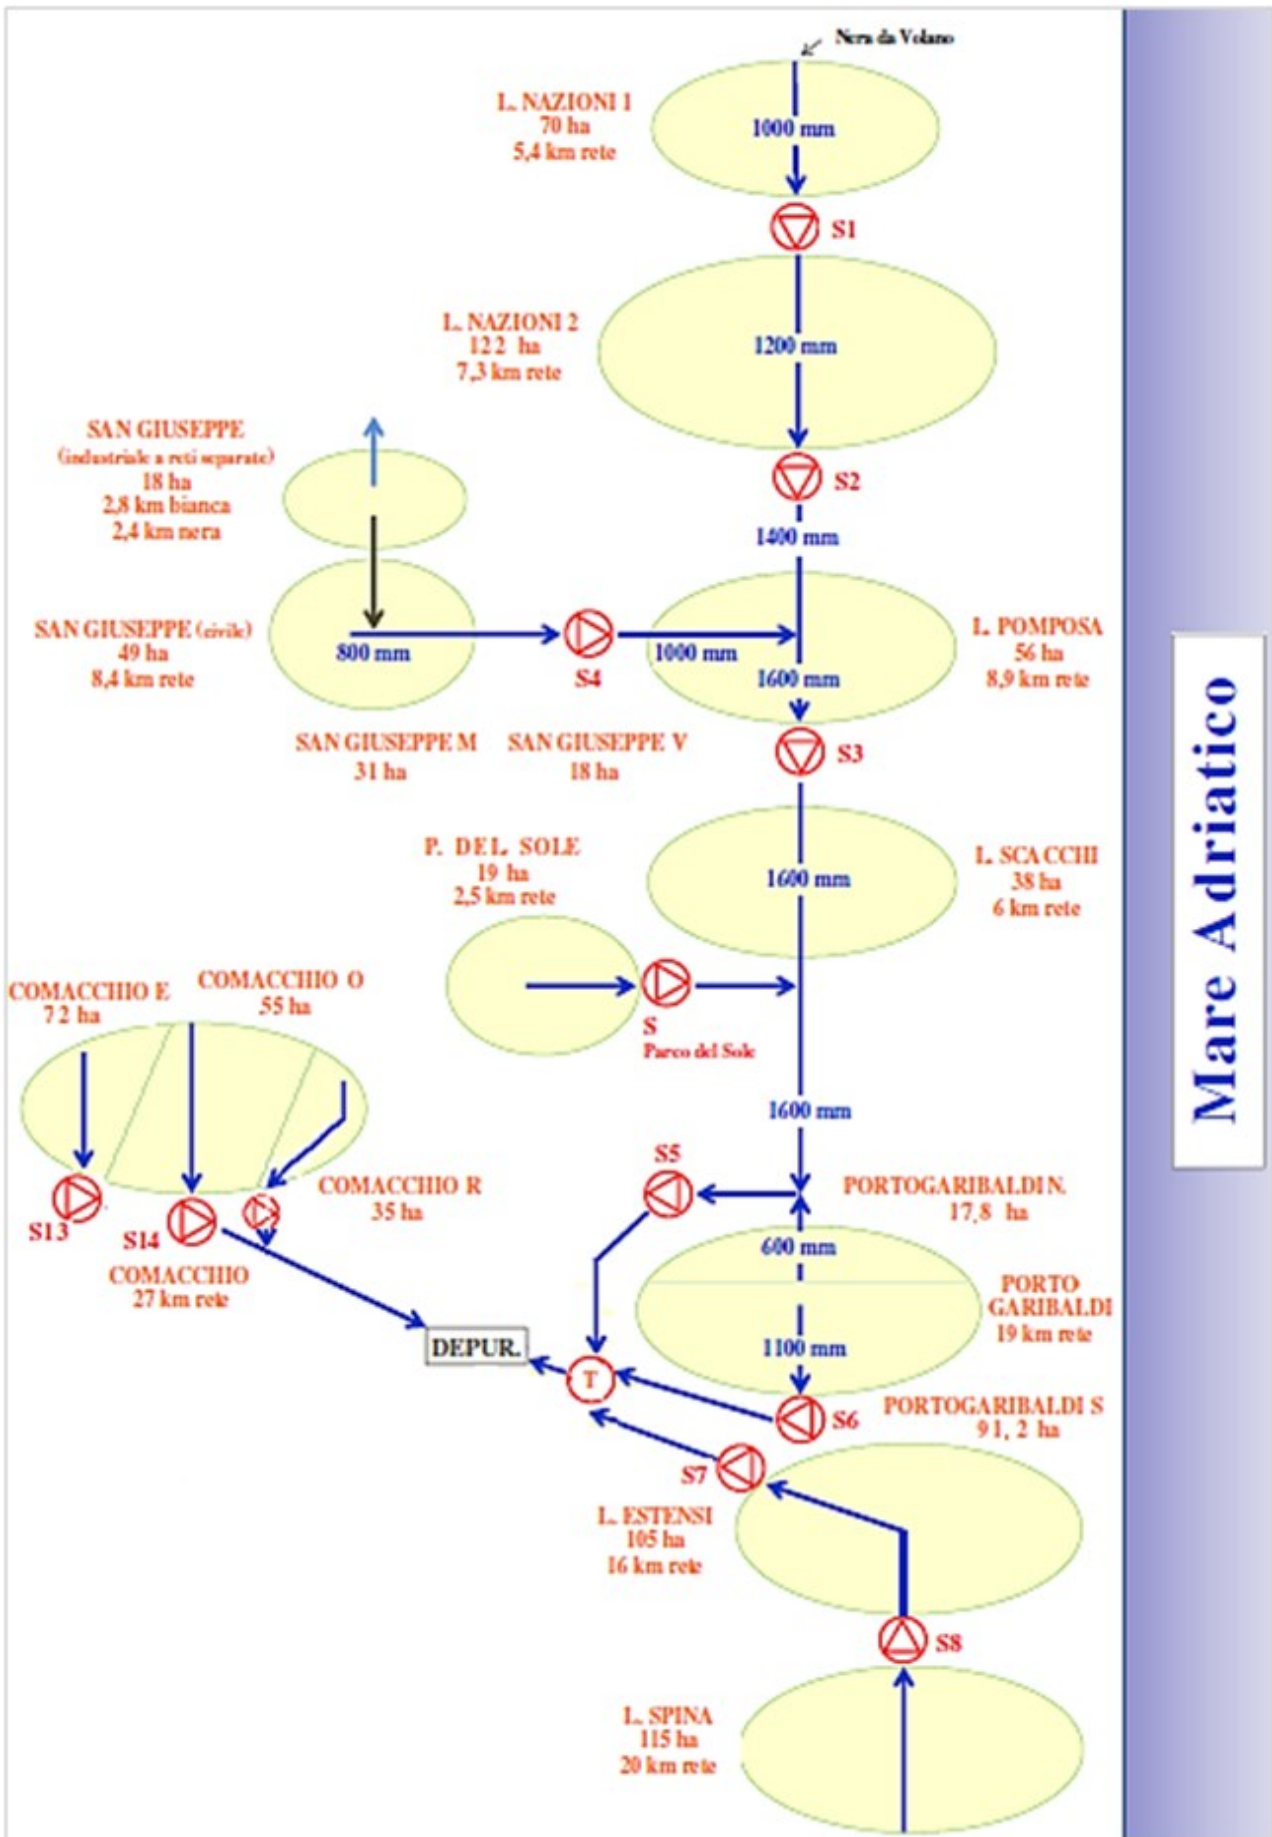 Nera da Volano
L. NAZIONI 1
70 ha
5,4 km rete
1000 mm
S1
L. NAZIONI 2
122 ha
7,3 km rete
1200 mm
SAN GIUSEPPE
(industriale a reti separate)
18 ha
2,8 km bianca
2,4 km nera
S2
1400 mm
SAN GIUSEPPE (civile)
49 ha
8,4 km rete
800 mm
S4
1000 mm
1600 mm
L. POMPOSA
56 ha
8,9 km rete
SAN GIUSEPPE M
31 ha
SAN GIUSEPPE V
18 ha
S3
Mare Adriatico
P. DEL SOLE
19 ha
2,5 km rete
1600 mm
L. SCACCHI
38 ha
6 km rete
COMACCHIO E
72 ha
COMACCHIO O
55 ha
S
Parco del Sole
1600 mm
S5
COMACCHIO R
35 ha
PORTOGARIBALDI N.
17,8 ha
S13
S14
COMACCHIO
27 km rete
600 mm
PORTO
GARIBALDI
19 km rete
DEPUR.
1100 mm
T
S6
PORTOGARIBALDI S
91, 2 ha
S7
L. ESTENSI
105 ha
16 km rete
S8
L. SPINA
115 ha
20 km rete